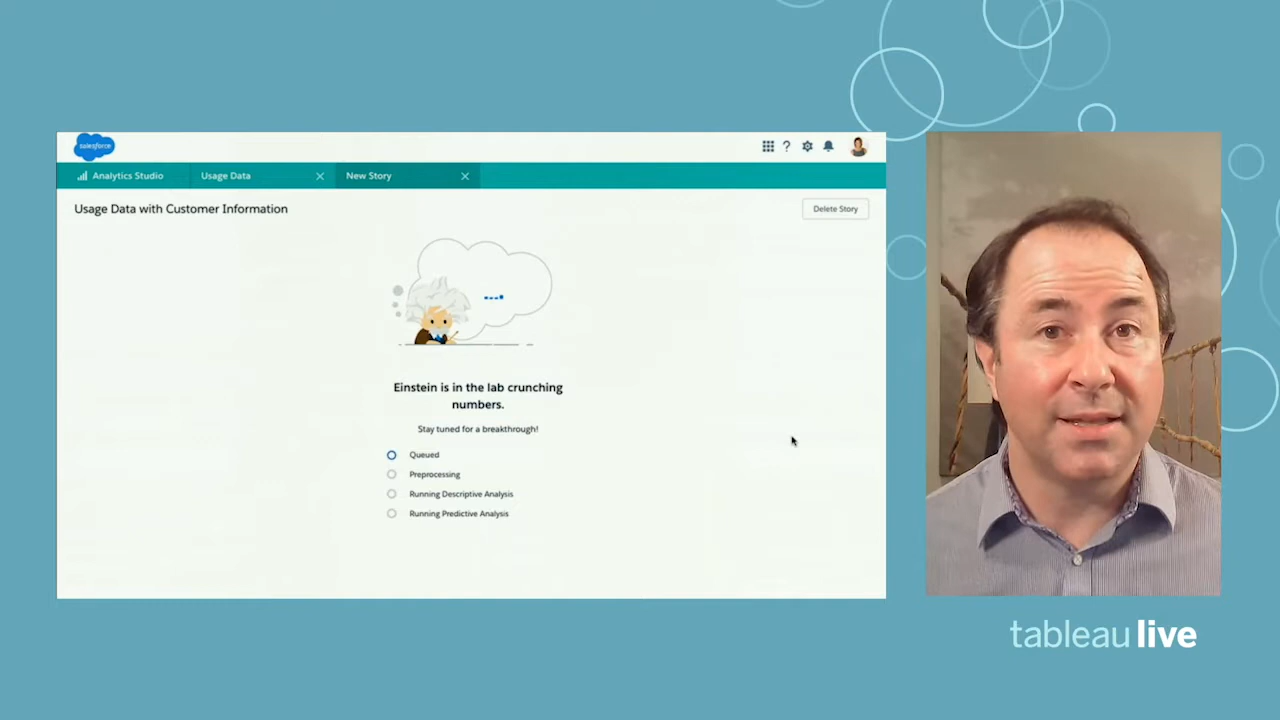 salesforce
Analytics Studio
Usage Data
New Story
Usage Data with Customer Information
Delete Story
Einstein is in the lab crunching
numbers.
Stay tuned for a breakthrough!
Queued
Preprocessing
Running Descriptive Analysis
Running Predictive Analysis
tableau live